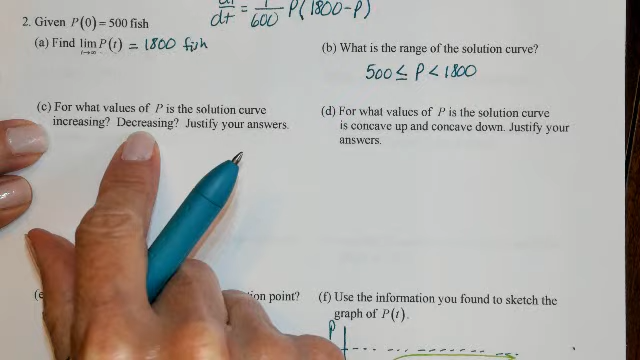 dt = 1/600 P(1800-P)
2. Given P(0) = 500 fish
(a) Find lim P(t) = 1800 fish
t→∞
(b) What is the range of the solution curve?
500 ≤ P < 1800
(c) For what values of P is the solution curve
increasing? Decreasing? Justify your answers.
(d) For what values of P is the solution curve
is concave up and concave down. Justify your
answers.
tion point?
(f) Use the information you found to sketch the
graph of P(t).
P